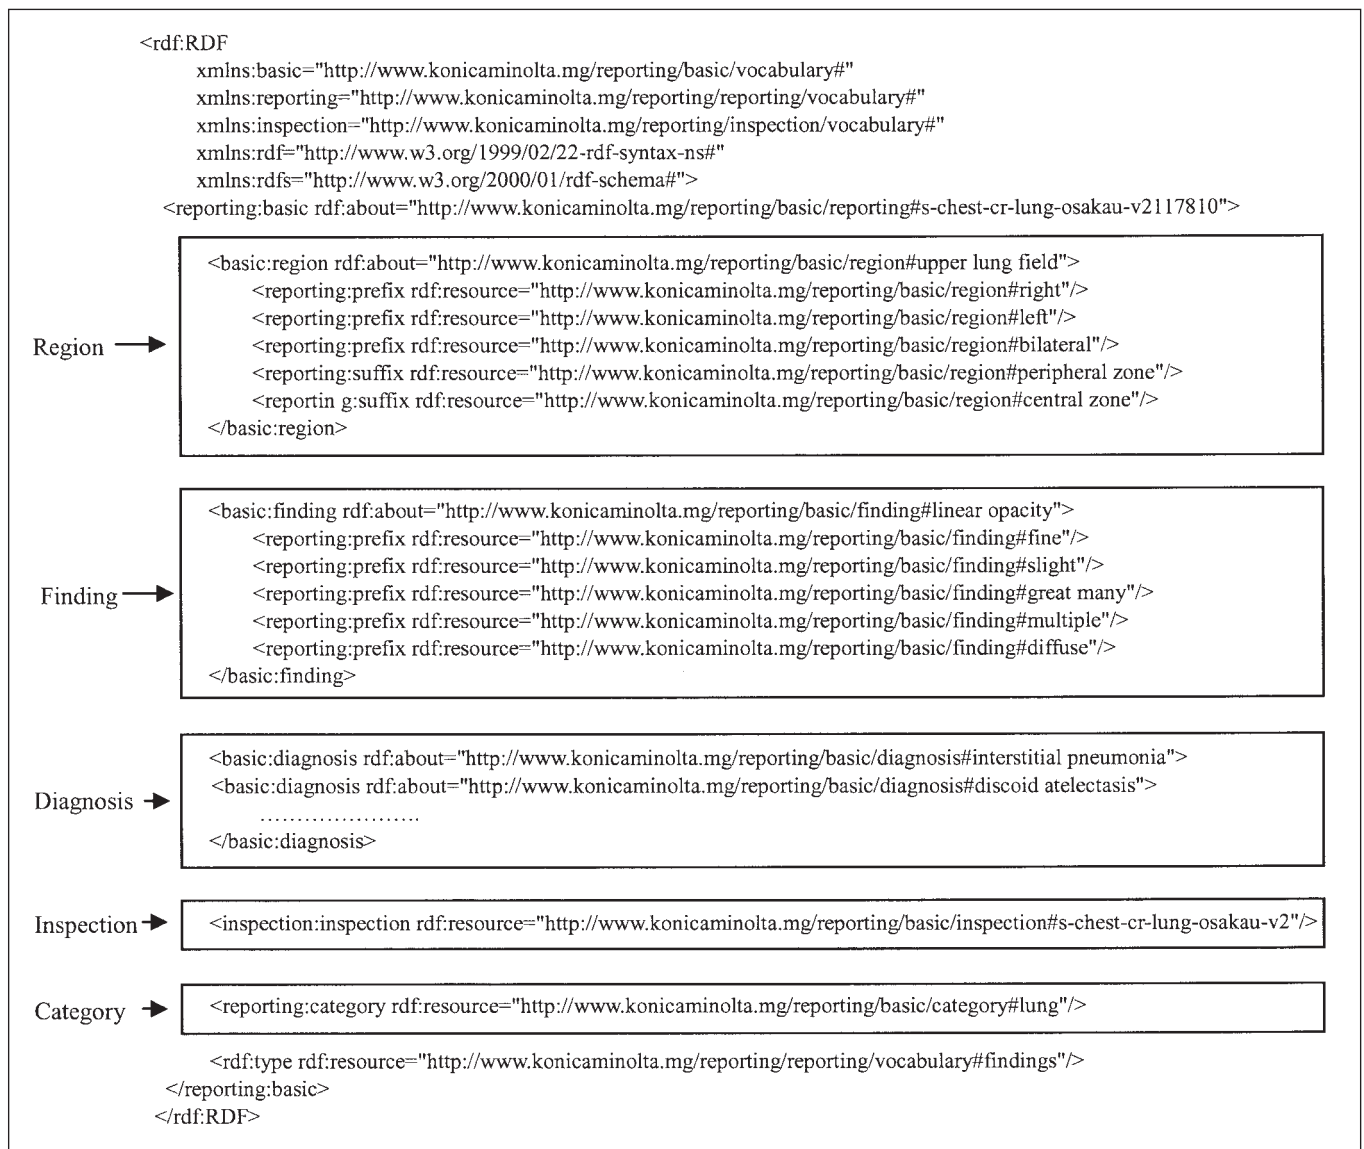 <rdf:RDF
xmlns:basic="http://www.konicaminolta.mg/reporting/basic/vocabulary#"
xmlns:reporting="http://www.konicaminolta.mg/reporting/reporting/vocabulary#"
xmlns:inspection="http://www.konicaminolta.mg/reporting/inspection/vocabulary#"
xmlns:rdf="http://www.w3.org/1999/02/22-rdf-syntax-ns#"
xmlns:rdfs="http://www.w3.org/2000/01/rdf-schema#">
<reporting:basic rdf:about="http://www.konicaminolta.mg/reporting/basic/reporting#s-chest-cr-lung-osakau-v2117810">
<basic:region rdf:about="http://www.konicaminolta.mg/reporting/basic/region#upper lung field">
<reporting:prefix rdf:resource="http://www.konicaminolta.mg/reporting/basic/region#right"/>
<reporting:prefix rdf:resource="http://www.konicaminolta.mg/reporting/basic/region#left"/>
Region
<reporting:prefix rdf:resource="http://www.konicaminolta.mg/reporting/basic/region#bilateral"/>
<reporting:suffix rdf:resource="http://www.konicaminolta.mg/reporting/basic/region#peripheral zone"/>
<reportin g:suffix rdf:resource="http://www.konicaminolta.mg/reporting/basic/region#central zone"/>
</basic:region>
<basic:finding rdf:about="http://www.konicaminolta.mg/reporting/basic/finding#linear opacity">
<reporting:prefix rdf:resource="http://www.konicaminolta.mg/reporting/basic/finding#fine"/>
<reporting:prefix rdf:resource="http://www.konicaminolta.mg/reporting/basic/finding#slight"/>
Finding
<reporting:prefix rdf:resource="http://www.konicaminolta.mg/reporting/basic/finding#great many"/>
<reporting:prefix rdf:resource="http://www.konicaminolta.mg/reporting/basic/finding#multiple"/>
<reporting:prefix rdf:resource="http://www.konicaminolta.mg/reporting/basic/finding#diffuse"/>
</basic:finding>
<basic:diagnosis rdf:about="http://www.konicaminolta.mg/reporting/basic/diagnosis#interstitial pneumonia">
<basic:diagnosis rdf:about="http://www.konicaminolta.mg/reporting/basic/diagnosis#discoid atelectasis">
Diagnosis
......................
</basic:diagnosis>
Inspection
<inspection:inspection rdf:resource="http://www.konicaminolta.mg/reporting/basic/inspection#s-chest-cr-lung-osakau-v2"/>
Category
<reporting:category rdf:resource="http://www.konicaminolta.mg/reporting/basic/category#lung"/>
<rdf:type rdf:resource="http://www.konicaminolta.mg/reporting/reporting/vocabulary#findings"/>
</reporting:basic>
</rdf:RDF>